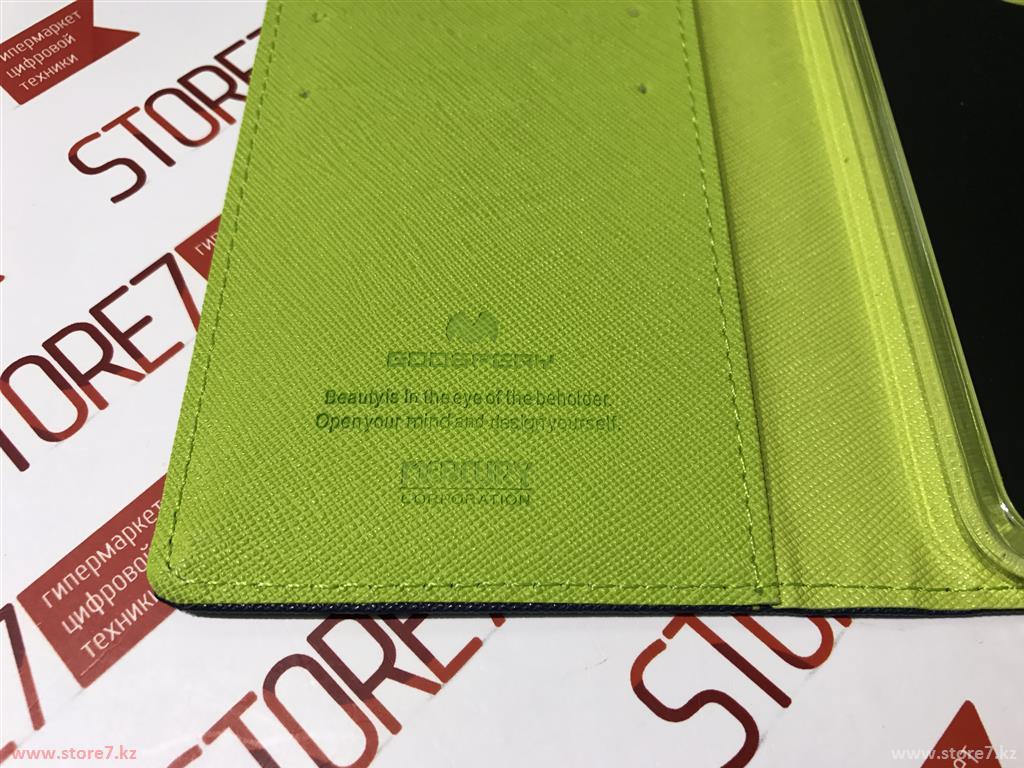 гипермаркет
цифровой
техники
STORE7
STORE7
GOOSPERY
Beauty is in the eye of the beholder.
Open your mind and design yourself.
MERCURY
CORPORATION
гипермаркет
цифровой
техники
STORE7
www.store7.kz
www.store7.kz